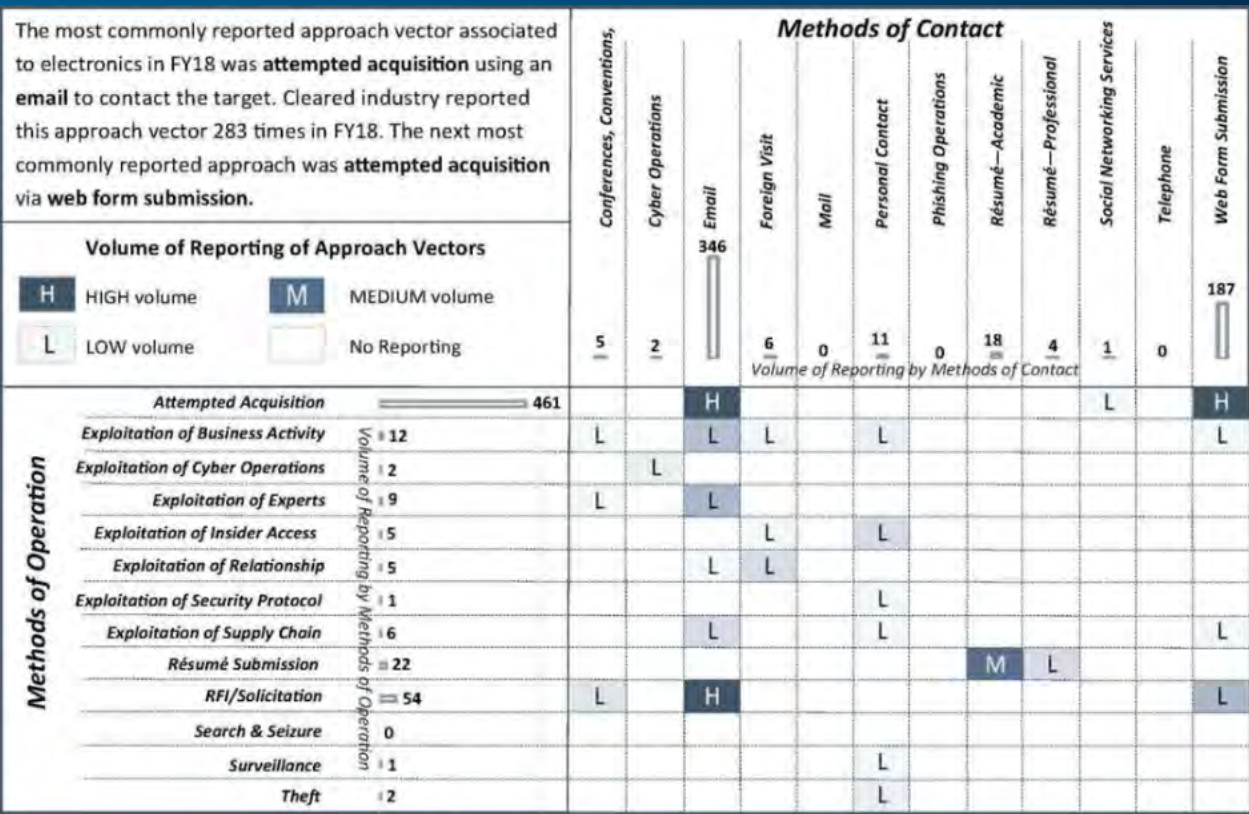 The most commonly reported approach vector associated
to electronics in FY18 was attempted acquisition using an
email to contact the target. Cleared industry reported
this approach vector 283 times in FY18. The next most
commonly reported approach was attempted acquisition
via web form submission.
Volume of Reporting of Approach Vectors
H HIGH volume M MEDIUM volume
L LOW volume No Reporting
Methods of Contact
Conferences, Conventions,
Cyber Operations
Email
Foreign Visit
Mail
Personal Contact
Phishing Operations
Résumé—Academic
Résumé—Professional
Social Networking Services
Telephone
Web Form Submission
5 2 346 6 0 11 0 18 4 1 0 187
Volume of Reporting by Methods of Contact
Methods of Operation
Volume of Reporting by Methods of Operation
Attempted Acquisition 461 H L H
Exploitation of Business Activity 12 L L L L L
Exploitation of Cyber Operations 2 L
Exploitation of Experts 9 L L
Exploitation of Insider Access 5 L L
Exploitation of Relationship 5 L L
Exploitation of Security Protocol 1 L
Exploitation of Supply Chain 6 L L L
Résumé Submission 22 M L
RFI/Solicitation 54 L H L
Search & Seizure 0
Surveillance 1 L
Theft 2 L